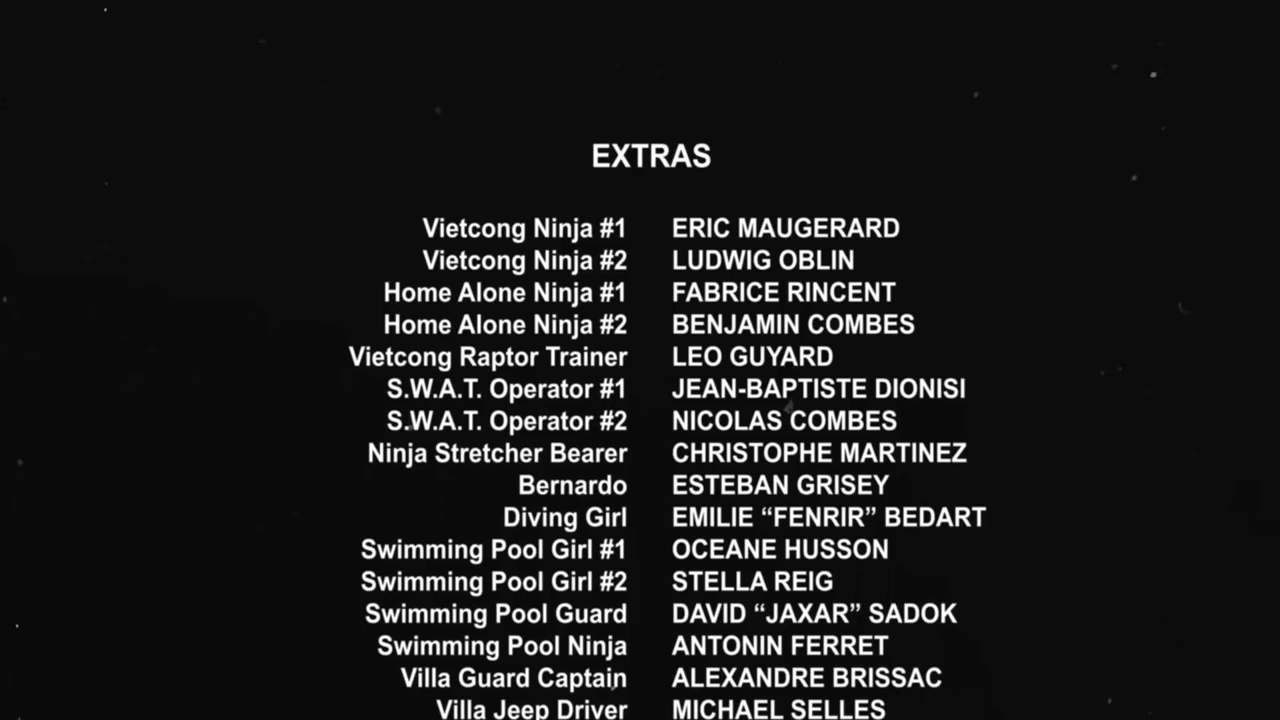 EXTRAS
Vietcong Ninja #1 ERIC MAUGERARD
Vietcong Ninja #2 LUDWIG OBLIN
Home Alone Ninja #1 FABRICE RINCENT
Home Alone Ninja #2 BENJAMIN COMBES
Vietcong Raptor Trainer LEO GUYARD
S.W.A.T. Operator #1 JEAN-BAPTISTE DIONISI
S.W.A.T. Operator #2 NICOLAS COMBES
Ninja Stretcher Bearer CHRISTOPHE MARTINEZ
Bernardo ESTEBAN GRISEY
Diving Girl EMILIE “FENRIR” BEDART
Swimming Pool Girl #1 OCEANE HUSSON
Swimming Pool Girl #2 STELLA REIG
Swimming Pool Guard DAVID “JAXAR” SADOK
Swimming Pool Ninja ANTONIN FERRET
Villa Guard Captain ALEXANDRE BRISSAC
Villa Jeep Driver MICHAEL SELLES